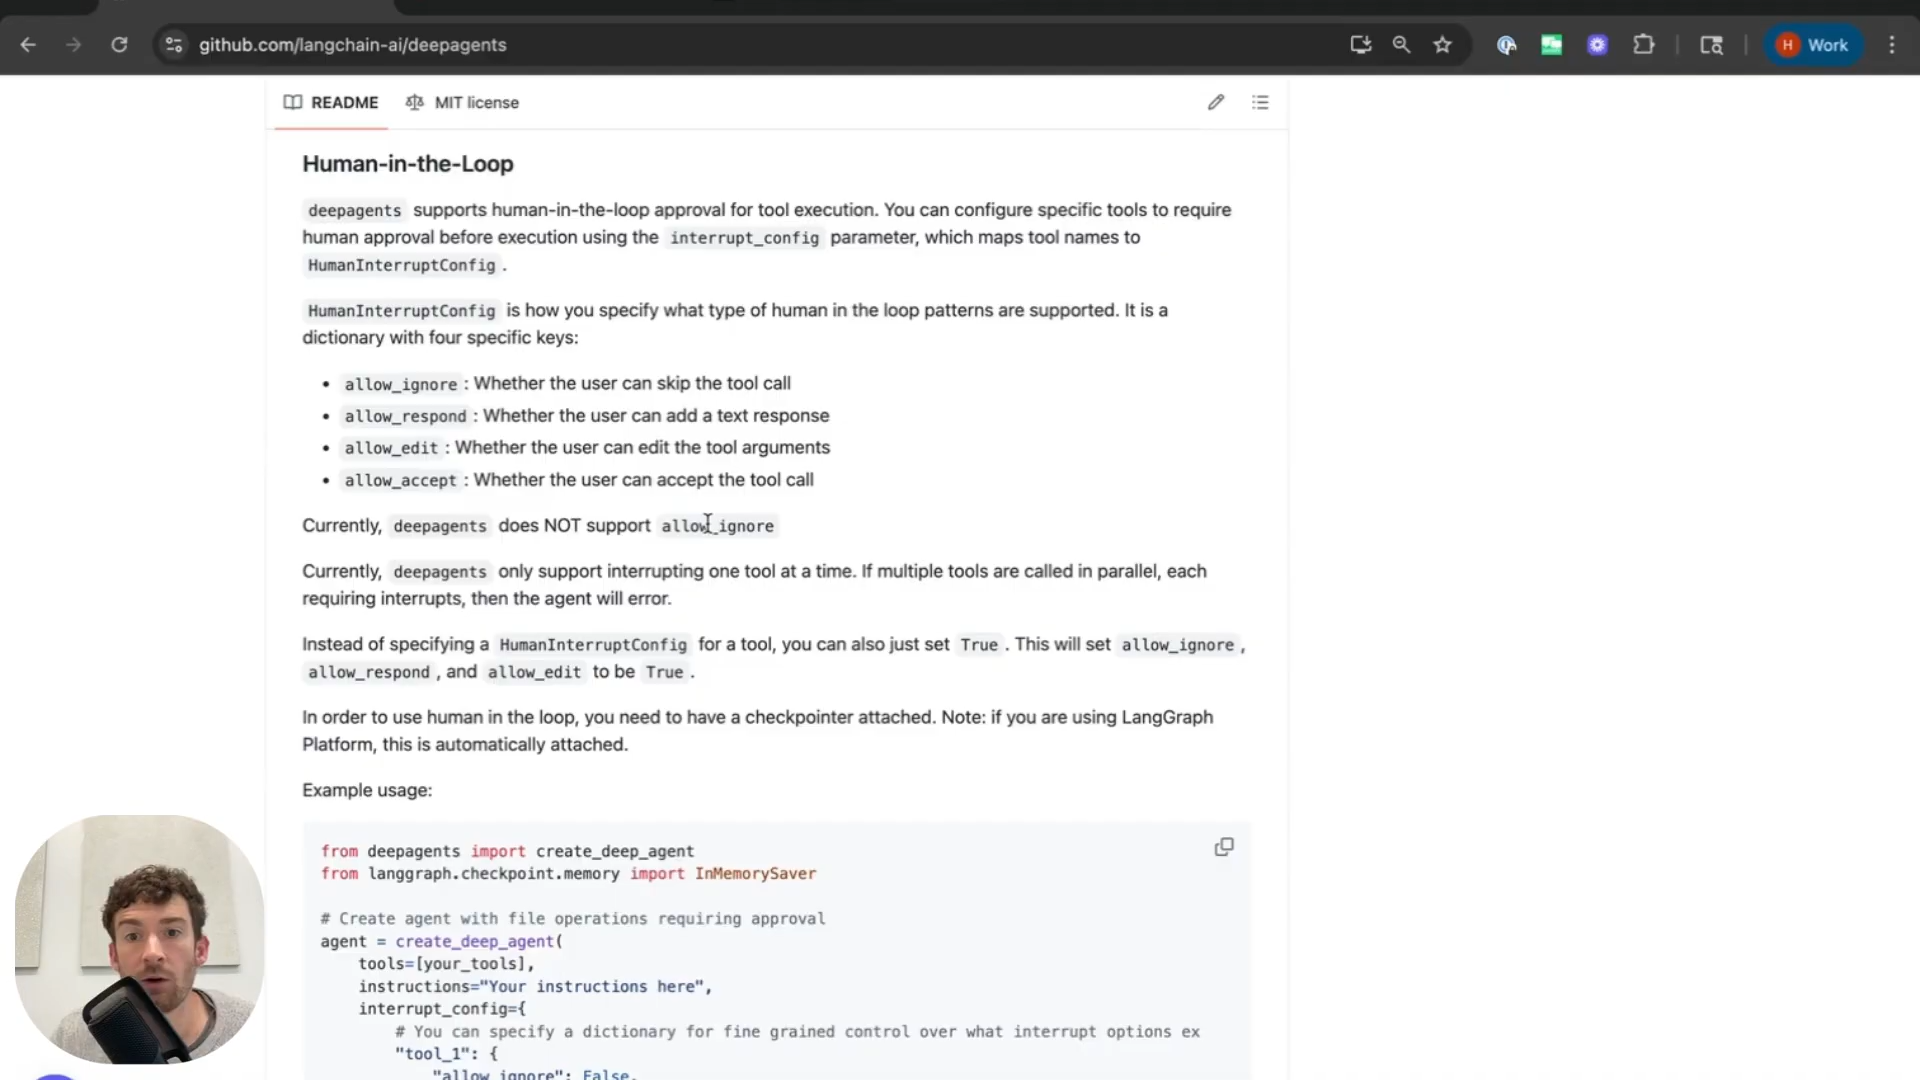 github.com/langchain-ai/deepagents
H Work
README MIT license
Human-in-the-Loop
deepagents supports human-in-the-loop approval for tool execution. You can configure specific tools to require
human approval before execution using the interrupt_config parameter, which maps tool names to
HumanInterruptConfig .
HumanInterruptConfig is how you specify what type of human in the loop patterns are supported. It is a
dictionary with four specific keys:
• allow_ignore : Whether the user can skip the tool call
• allow_respond : Whether the user can add a text response
• allow_edit : Whether the user can edit the tool arguments
• allow_accept : Whether the user can accept the tool call
Currently, deepagents does NOT support allow_ignore
Currently, deepagents only support interrupting one tool at a time. If multiple tools are called in parallel, each
requiring interrupts, then the agent will error.
Instead of specifying a HumanInterruptConfig for a tool, you can also just set True . This will set allow_ignore ,
allow_respond , and allow_edit to be True .
In order to use human in the loop, you need to have a checkpointer attached. Note: if you are using LangGraph
Platform, this is automatically attached.
Example usage:
from deepagents import create_deep_agent
from langgraph.checkpoint.memory import InMemorySaver
# Create agent with file operations requiring approval
agent = create_deep_agent(
tools=[your_tools],
instructions="Your instructions here",
interrupt_config={
# You can specify a dictionary for fine grained control over what interrupt options ex
"tool_1": {
"allow_ignore": False,